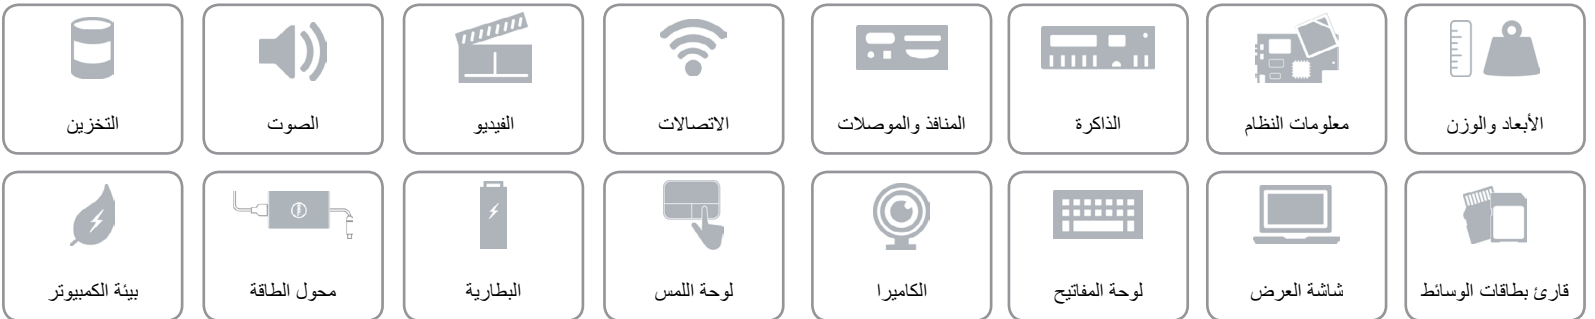 الأبعاد والوزن
معلومات النظام
الذاكرة
المنافذ والموصلات
الاتصالات
الفيديو
الصوت
التخزين
قارئ بطاقات الوسائط
شاشة العرض
لوحة المفاتيح
الكاميرا
لوحة اللمس
البطارية
محول الطاقة
بيئة الكمبيوتر